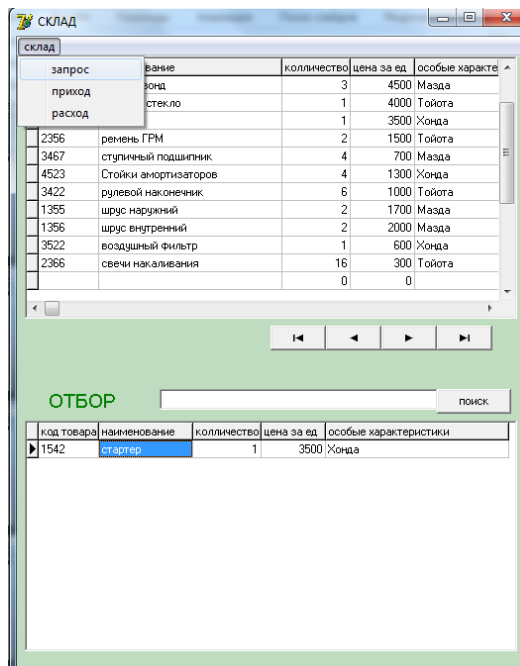 СКЛАД
склад
запрос
приход
расход
колличество цена за ед особые характе
3 4500 Мазда
стекло 1 4000 Тойота
1 3500 Хонда
2356 ремень ГРМ 2 1500 Тойота
3467 ступичный подшипник 4 700 Мазда
4523 Стойки амортизаторов 4 1300 Хонда
3422 рулевой наконечник 6 1000 Тойота
1355 шрус наружний 2 1700 Мазда
1356 шрус внутренний 2 2000 Мазда
3522 воздушный фильтр 1 600 Хонда
2366 свечи накаливания 16 300 Тойота
0 0
ОТБОР поиск
код товара наименование колличество цена за ед особые характеристики
1542 стартер 1 3500 Хонда